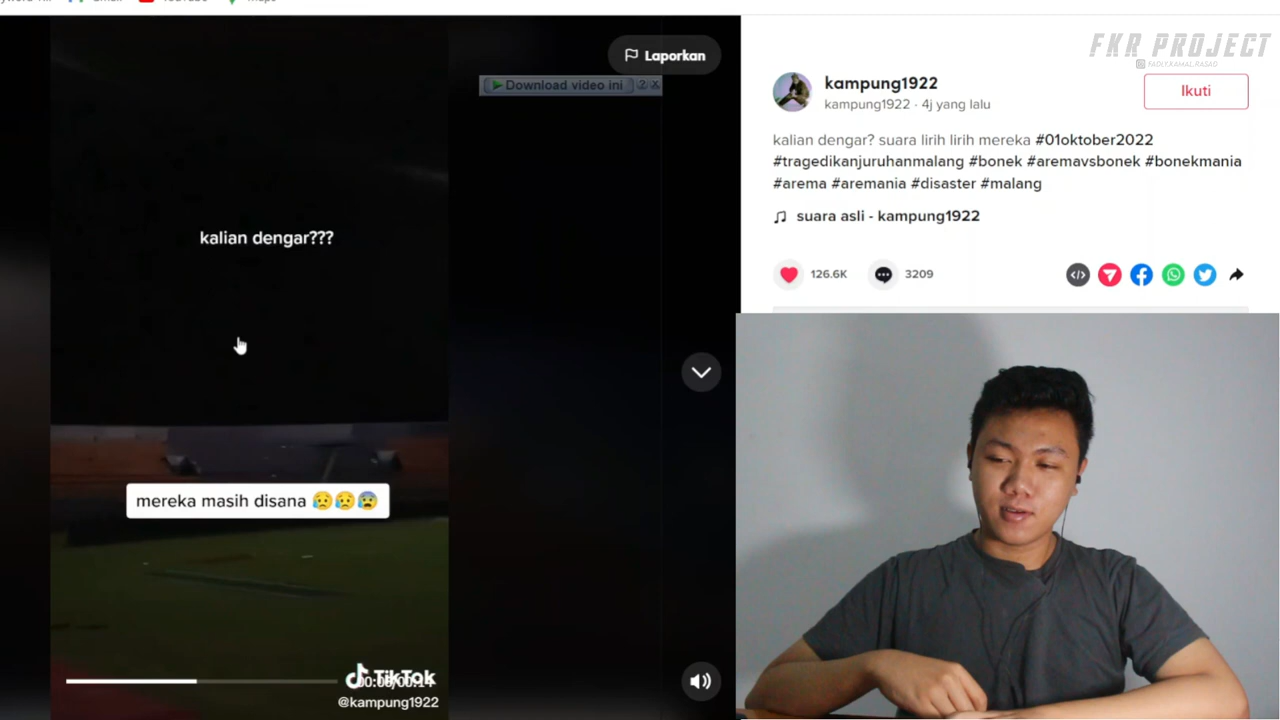 Laporkan
Download video ini
kalian dengar???
mereka masih disana 😥😥😰
TikTok
@kampung1922
FKR PROJECT
FADLY.KAMAL.RASAD
kampung1922
kampung1922 · 4j yang lalu
Ikuti
kalian dengar? suara lirih lirih mereka #01oktober2022
#tragedikanjuruhanmalang #bonek #aremavsbonek #bonekmania
#arema #aremania #disaster #malang
suara asli - kampung1922
126.6K
3209